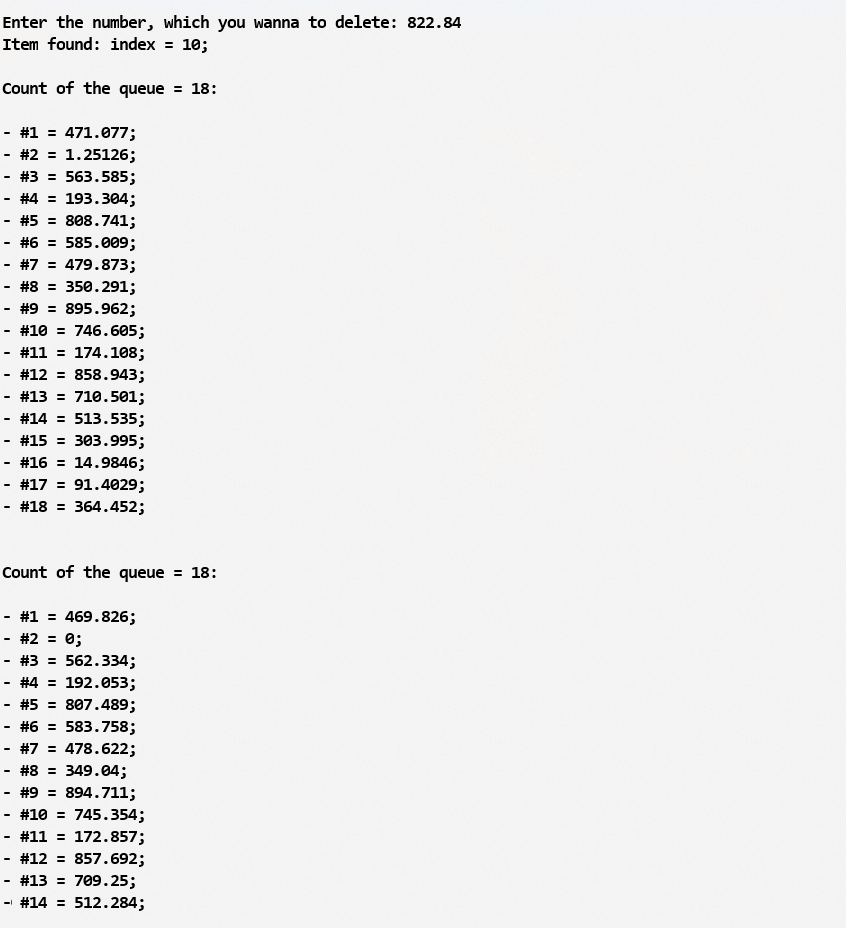 Enter the number, which you wanna to delete: 822.84
Item found: index = 10;
Count of the queue = 18:
- #1 = 471.077;
- #2 = 1.25126;
- #3 = 563.585;
- #4 = 193.304;
- #5 = 808.741;
- #6 = 585.009;
- #7 = 479.873;
- #8 = 350.291;
- #9 = 895.962;
- #10 = 746.605;
- #11 = 174.108;
- #12 = 858.943;
- #13 = 710.501;
- #14 = 513.535;
- #15 = 303.995;
- #16 = 14.9846;
- #17 = 91.4029;
- #18 = 364.452;
Count of the queue = 18:
- #1 = 469.826;
- #2 = 0;
- #3 = 562.334;
- #4 = 192.053;
- #5 = 807.489;
- #6 = 583.758;
- #7 = 478.622;
- #8 = 349.04;
- #9 = 894.711;
- #10 = 745.354;
- #11 = 172.857;
- #12 = 857.692;
- #13 = 709.25;
- #14 = 512.284;